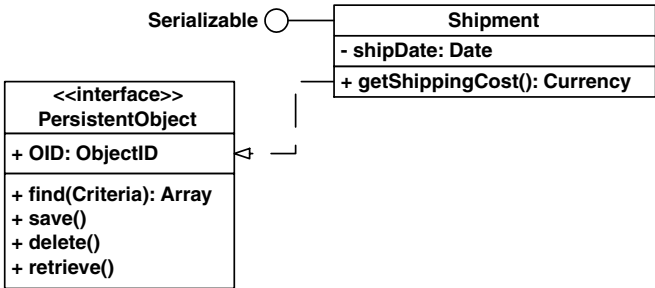 Serializable
Shipment
- shipDate: Date
+ getShippingCost(): Currency
<<interface>>
PersistentObject
+ OID: ObjectID
+ find(Criteria): Array
+ save()
+ delete()
+ retrieve()